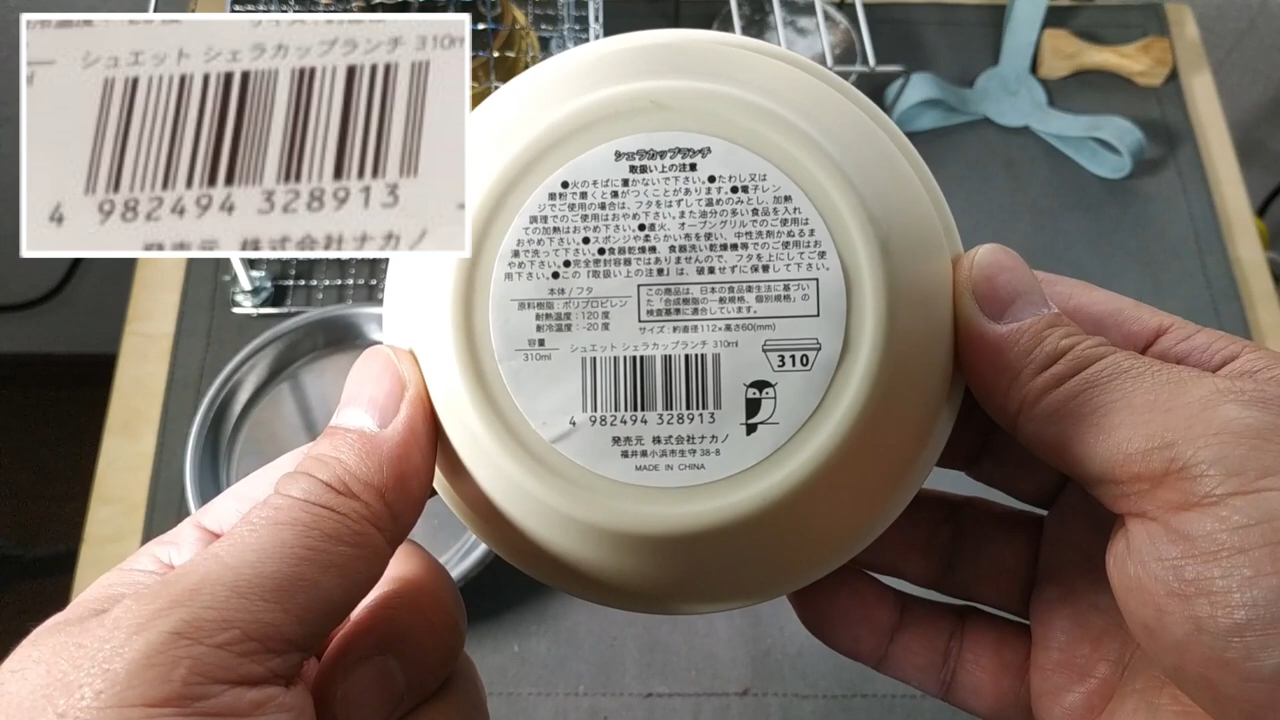 シュエット シェラカップランチ 310m
4 982494 328913
発売元 株式会社ナカノ
シェラカップランチ
取扱い上の注意
●火のそばに置かないで下さい。●たわし又は
磨粉で磨くと傷がつくことがあります。●電子レン
ジでご使用の場合は、フタをはずして温めのみとし、加熱
調理でのご使用はおやめ下さい。また油分の多い食品を入れ
ての加熱はおやめ下さい。●直火、オーブングリルでのご使用は
おやめ下さい。●スポンジや柔らかい布を使い、中性洗剤かぬるま
湯で洗って下さい。●食器乾燥機、食器洗い乾燥機等でのご使用はお
やめ下さい。●完全密封容器ではありませんので、フタを上にしてご使
用下さい。●この『取扱い上の注意』は、破棄せずに保管して下さい。
本体/フタ
原料樹脂:ポリプロピレン
耐熱温度:120度
耐冷温度:-20度
この商品は、日本の食品衛生法に基づい
た「合成樹脂の一般規格、個別規格」の
検査基準に適合しています。
サイズ:約直径112×高さ60(mm)
容量
310ml
シュエット シェラカップランチ 310ml
310
4 982494 328913
発売元 株式会社ナカノ
福井県小浜市生守38-8
MADE IN CHINA